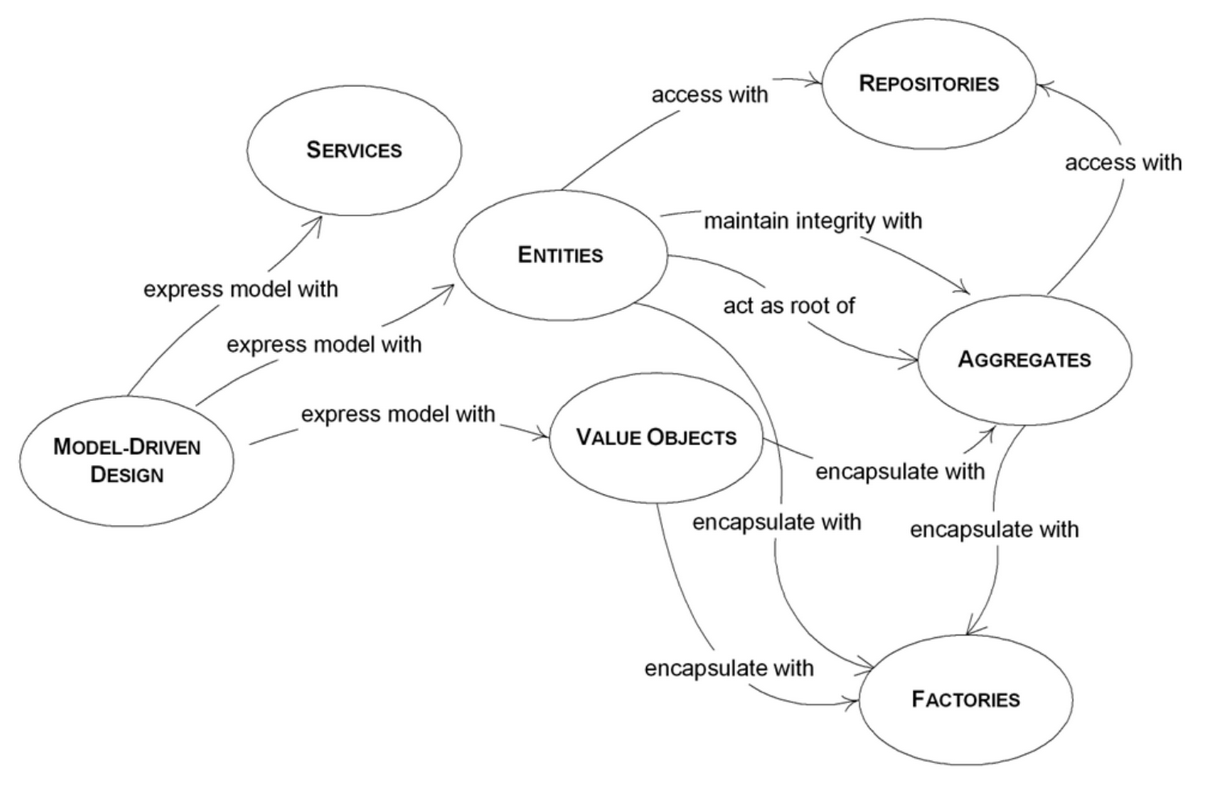 REPOSITORIES
access with
SERVICES
access with
maintain integrity with
ENTITIES
express model with
act as root of
express model with
AGGREGATES
express model with
VALUE OBJECTS
MODEL-DRIVEN
DESIGN
encapsulate with
encapsulate with
encapsulate with
encapsulate with
FACTORIES